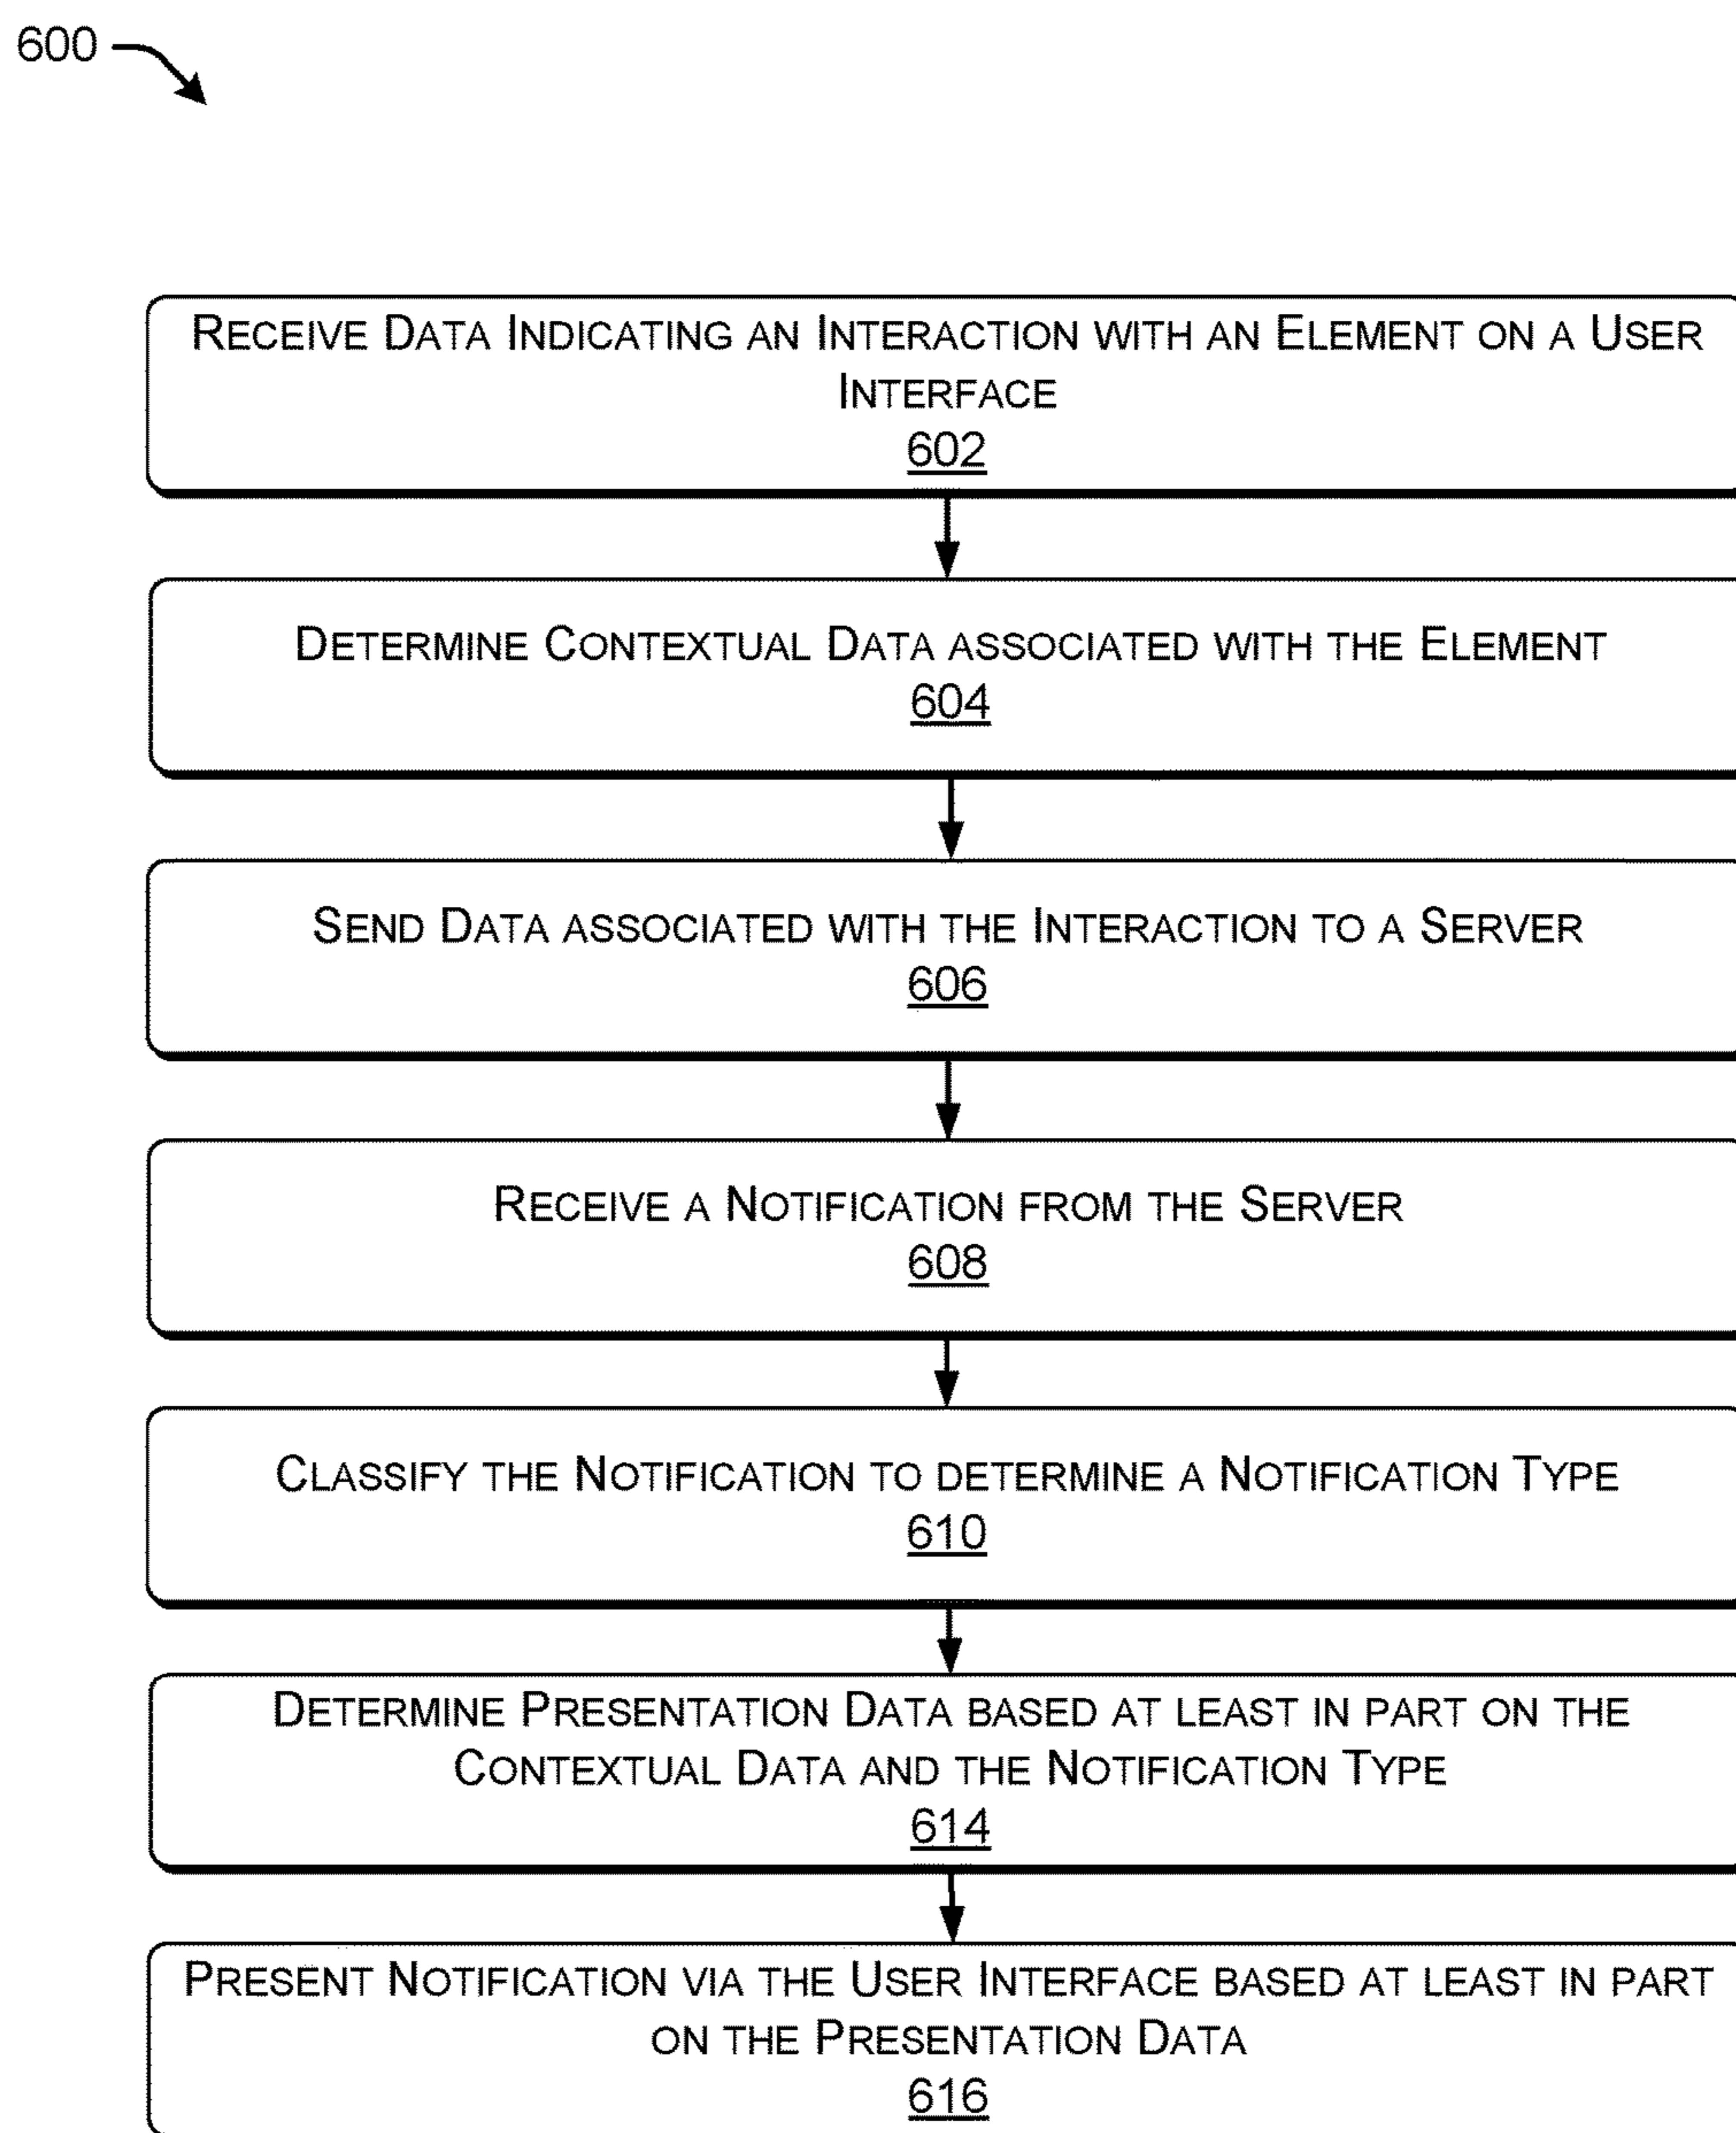 600
RECEIVE DATA INDICATING AN INTERACTION WITH AN ELEMENT ON A USER
INTERFACE
602
DETERMINE CONTEXTUAL DATA ASSOCIATED WITH THE ELEMENT
604
SEND DATA ASSOCIATED WITH THE INTERACTION TO A SERVER
606
RECEIVE A NOTIFICATION FROM THE SERVER
608
CLASSIFY THE NOTIFICATION TO DETERMINE A NOTIFICATION TYPE
610
DETERMINE PRESENTATION DATA BASED AT LEAST IN PART ON THE
CONTEXTUAL DATA AND THE NOTIFICATION TYPE
614
PRESENT NOTIFICATION VIA THE USER INTERFACE BASED AT LEAST IN PART
ON THE PRESENTATION DATA
616